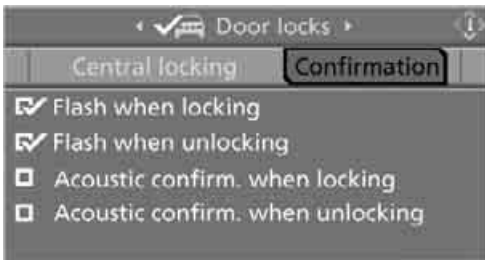 Door locks
Central locking Confirmation
Flash when locking
Flash when unlocking
Acoustic confirm. when locking
Acoustic confirm. when unlocking